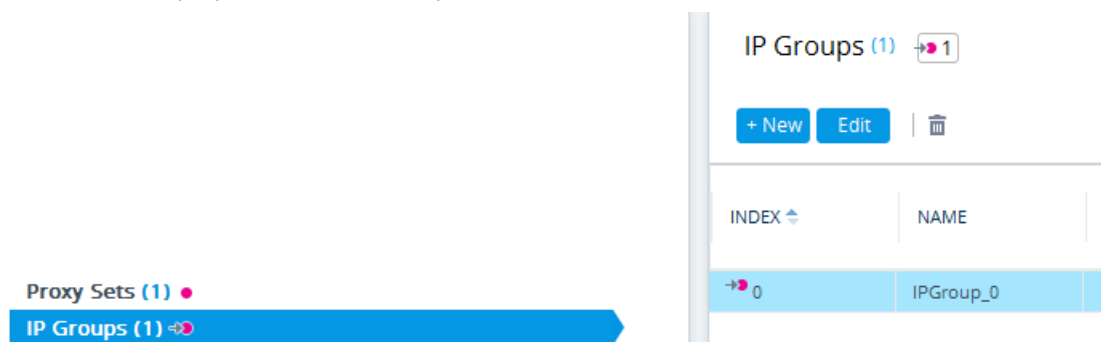 IP Groups (1) 1
+ New Edit
INDEX NAME
Proxy Sets (1)
IP Groups (1)
0 IPGroup_0